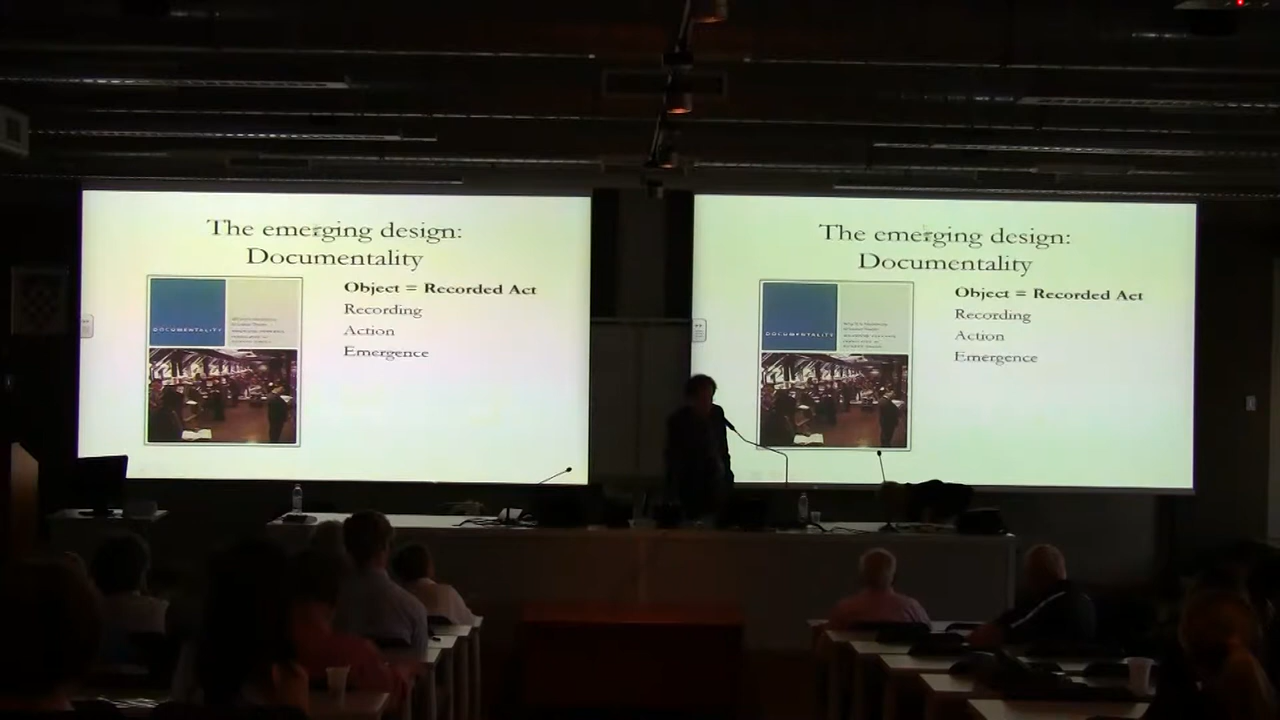 The emerging design:
Documentality
DOCUMENTALITY
Object = Recorded Act
Recording
Action
Emergence
The emerging design:
Documentality
DOCUMENTALITY
Object = Recorded Act
Recording
Action
Emergence